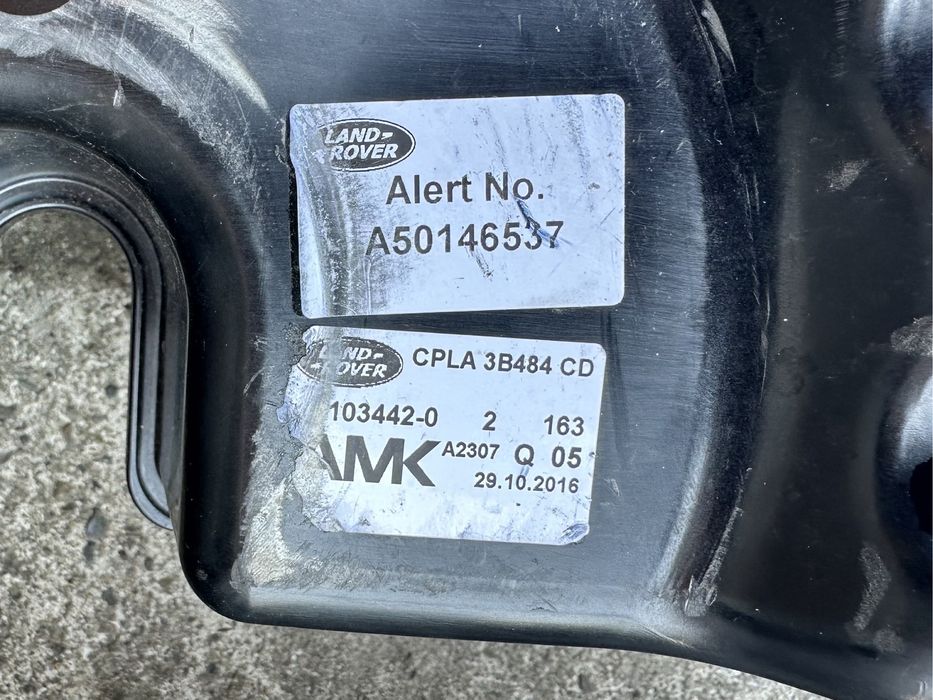 LAND-
ROVER
Alert No.
A50146537
LAND-
ROVER
CPLA 3B484 CD
103442-0 2 163
AMK A2307 Q 05
29.10.2016